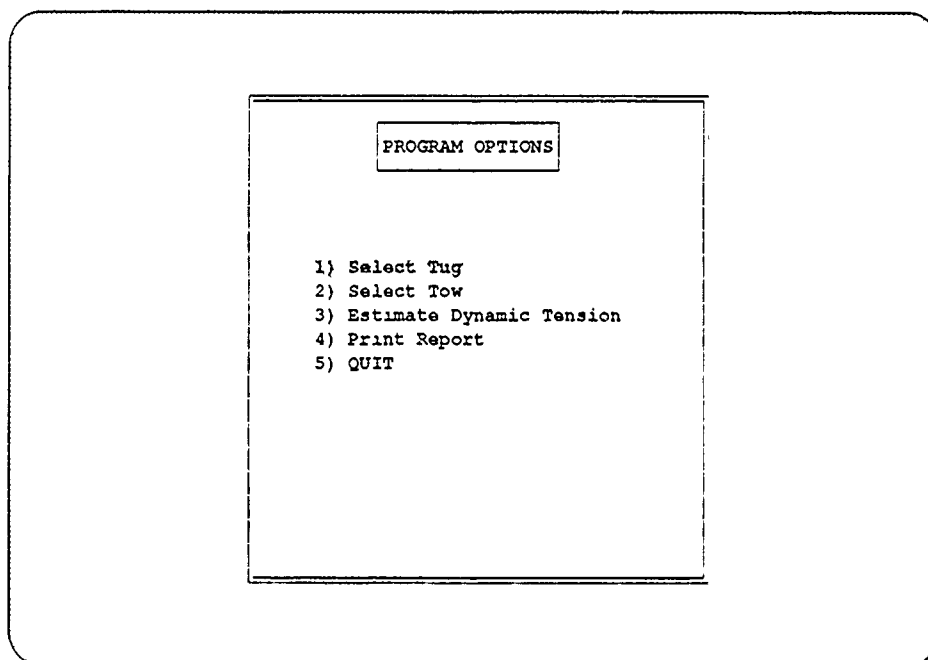 PROGRAM OPTIONS
1) Select Tug
2) Select Tow
3) Estimate Dynamic Tension
4) Print Report
5) QUIT